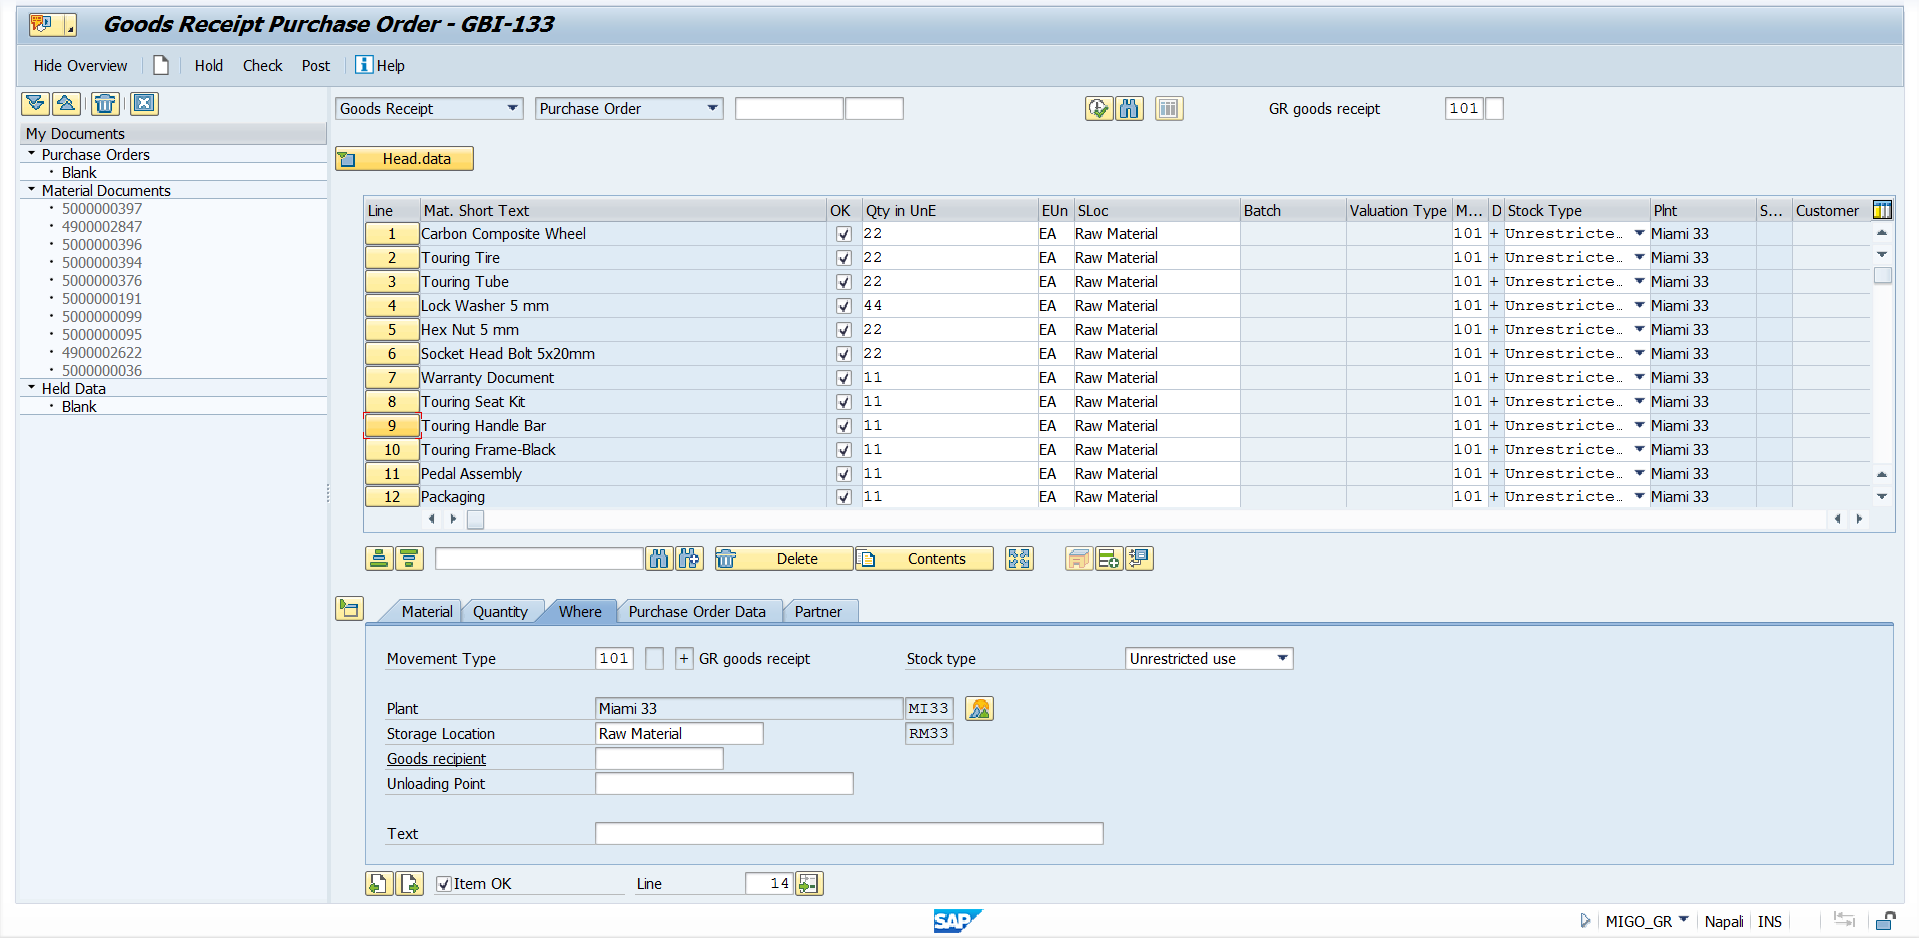 Goods Receipt Purchase Order - GBI-133
Hide Overview Hold Check Post Help
Goods Receipt Purchase Order GR goods receipt 101
My Documents
Purchase Orders
Blank
Material Documents
5000000397
4900002847
5000000396
5000000394
5000000376
5000000191
5000000099
5000000095
4900002622
5000000036
Held Data
Blank
Head.data
Line Mat. Short Text OK Qty in UnE EUn SLoc Batch Valuation Type M... D Stock Type Plnt S... Customer
1 Carbon Composite Wheel 22 EA Raw Material 101 + Unrestricte… Miami 33
2 Touring Tire 22 EA Raw Material 101 + Unrestricte… Miami 33
3 Touring Tube 22 EA Raw Material 101 + Unrestricte… Miami 33
4 Lock Washer 5 mm 44 EA Raw Material 101 + Unrestricte… Miami 33
5 Hex Nut 5 mm 22 EA Raw Material 101 + Unrestricte… Miami 33
6 Socket Head Bolt 5x20mm 22 EA Raw Material 101 + Unrestricte… Miami 33
7 Warranty Document 11 EA Raw Material 101 + Unrestricte… Miami 33
8 Touring Seat Kit 11 EA Raw Material 101 + Unrestricte… Miami 33
9 Touring Handle Bar 11 EA Raw Material 101 + Unrestricte… Miami 33
10 Touring Frame-Black 11 EA Raw Material 101 + Unrestricte… Miami 33
11 Pedal Assembly 11 EA Raw Material 101 + Unrestricte… Miami 33
12 Packaging 11 EA Raw Material 101 + Unrestricte… Miami 33
Delete Contents
Material Quantity Where Purchase Order Data Partner
Movement Type 101 + GR goods receipt Stock type Unrestricted use
Plant Miami 33 MI33
Storage Location Raw Material RM33
Goods recipient
Unloading Point
Text
Item OK Line 14
SAP MIGO_GR Napali INS